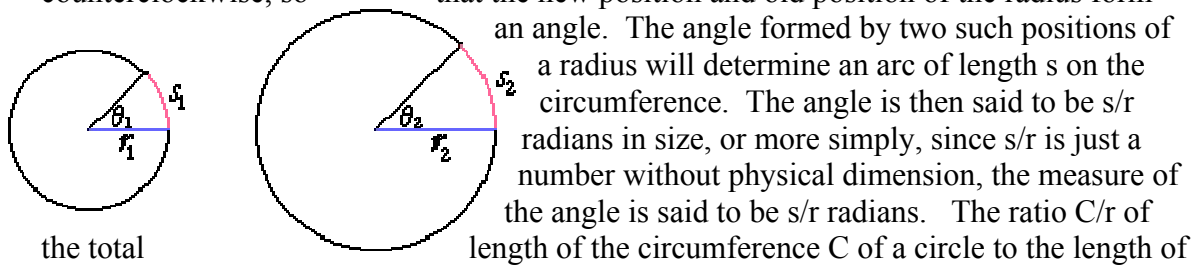 counterclockwise, so that the new position and old position of the radius form
an angle. The angle formed by two such positions of
a radius will determine an arc of length s on the
circumference. The angle is then said to be s/r
radians in size, or more simply, since s/r is just a
number without physical dimension, the measure of
the angle is said to be s/r radians. The ratio C/r of
the total length of the circumference C of a circle to the length of
s₁
θ₁
r₁
s₂
θ₂
r₂